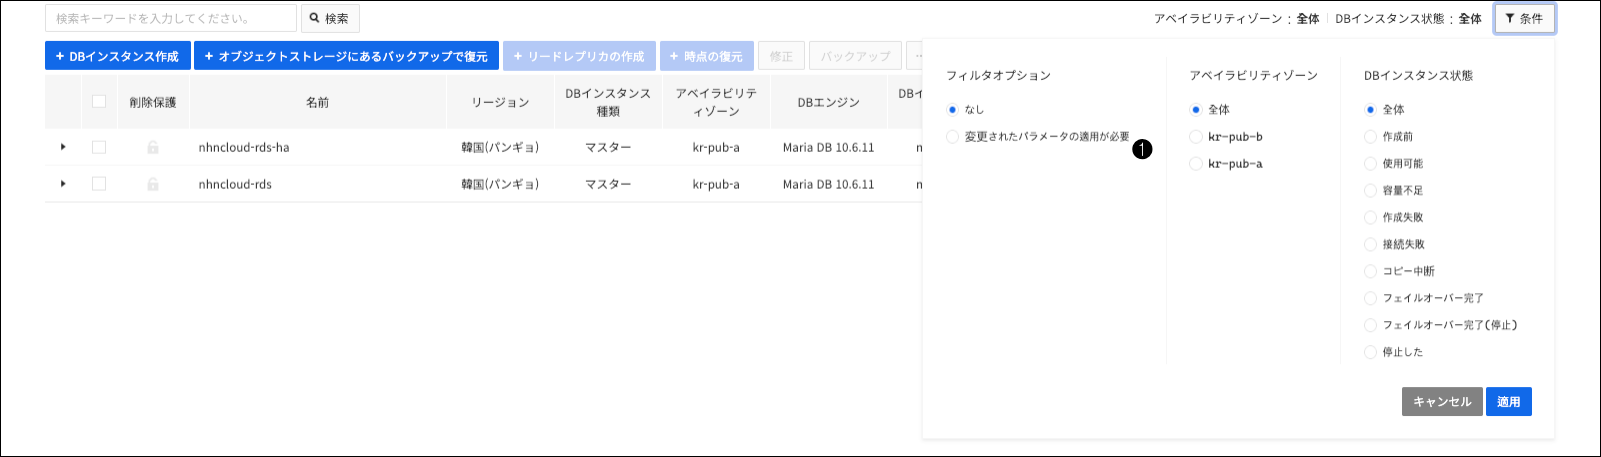 検索キーワードを入力してください。
検索
アベイラビリティゾーン : 全体
DBインスタンス状態 : 全体
条件
+ DBインスタンス作成
+ オブジェクトストレージにあるバックアップで復元
+ リードレプリカの作成
+ 時点の復元
修正
バックアップ
削除保護
名前
リージョン
DBインスタンス
種類
アベイラビリテ
ィゾーン
DBエンジン
nhncloud-rds-ha
韓国(パンギョ)
マスター
kr-pub-a
Maria DB 10.6.11
nhncloud-rds
韓国(パンギョ)
マスター
kr-pub-a
Maria DB 10.6.11
フィルタオプション
なし
変更されたパラメータの適用が必要
1
アベイラビリティゾーン
全体
kr-pub-b
kr-pub-a
DBインスタンス状態
全体
作成前
使用可能
容量不足
作成失敗
接続失敗
コピー中断
フェイルオーバー完了
フェイルオーバー完了(停止)
停止した
キャンセル
適用